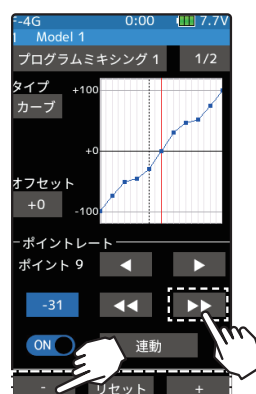 -4G 0:00 7.7V
1 Model 1
プログラムミキシング 1 1/2
タイプ
カーブ
+100
+0
-100
オフセット
+0
ポイントレート
ポイント 9 ◀ ▶
-31 ◀◀ ▶▶
ON 連動
- リセット +